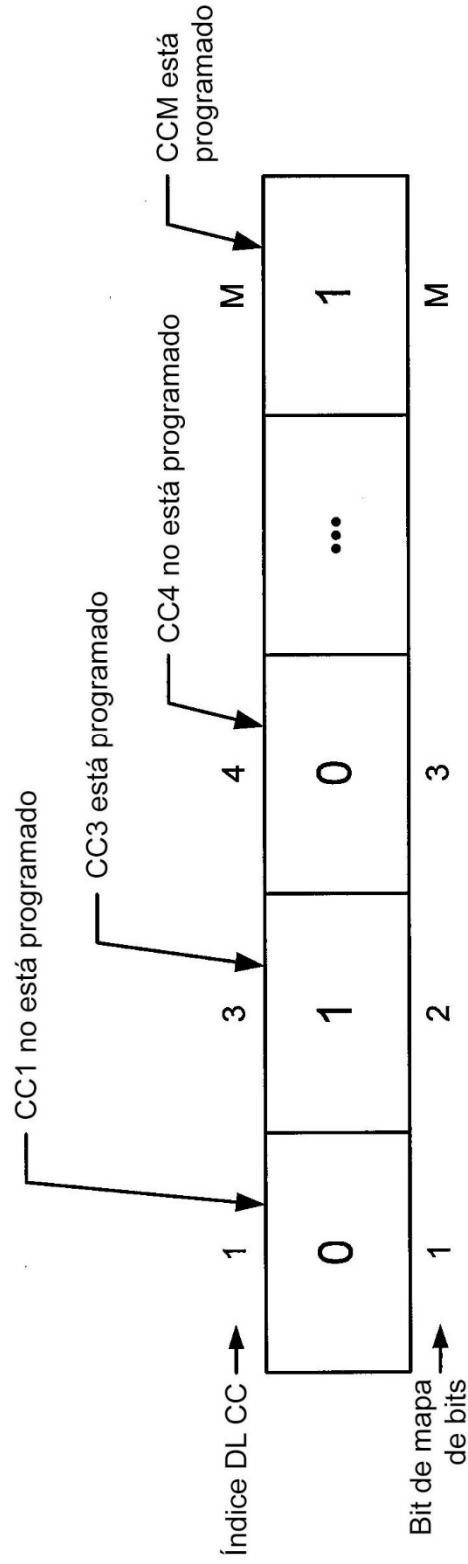 CC1 no está programado
CC3 está programado
CC4 no está programado
CCM está
programado
Índice DL CC
1
3
4
M
0
1
0
...
1
Bit de mapa
de bits
1
2
3
M